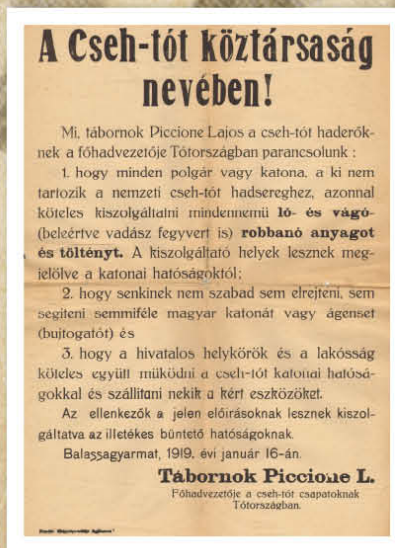 A Cseh-tót köztársaság
nevében!
Mi, tábornok Piccione Lajos a cseh-tót haderők-
nek a főhadvezetője Tótországban parancsolunk :
1. hogy minden polgár vagy katona, a ki nem
tartozik a nemzeti cseh-tót hadsereghez, azonnal
köteles kiszolgáltatni mindennemü ló- és vágó-
(beleértve vadász fegyvert is) robbanó anyagot
és töltényt. A kiszolgáltató helyek lesznek meg-
jelölve a katonai hatóságoktól;
2. hogy senkinek nem szabad sem elrejteni, sem
segiteni semmiféle magyar katonát vagy ágenset
(bujtogatót) és
3. hogy a hivatalos helykörök és a lakósság
köteles együtt müködni a cseh-tót katonai hatósá-
gokkal és szállítani nekik a kért eszközöket.
Az ellenkezők a jelen előirásoknak lesznek kiszol-
gáltatva az illetékes büntető hatóságoknak.
Balassagyarmat, 1919. évi január 16-án.
Tábornok Piccione L.
Főhadvezetője a cseh-tót csapatoknak
Tótországban.